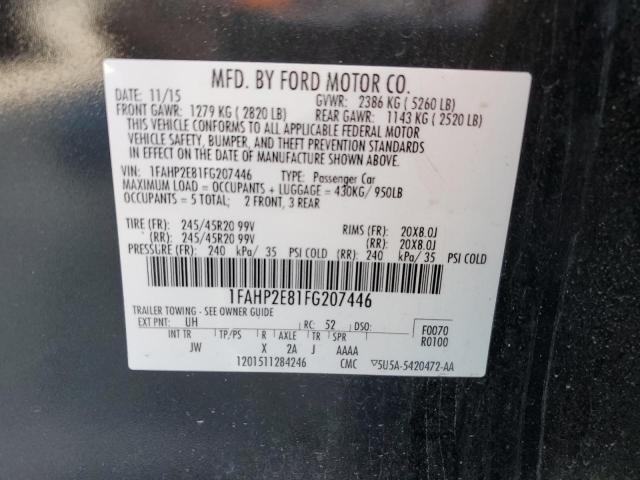 MFD. BY FORD MOTOR CO.
DATE: 11/15 GVWR: 2386 KG ( 5260 LB)
FRONT GAWR: 1279 KG ( 2820 LB) REAR GAWR: 1143 KG ( 2520 LB)
THIS VEHICLE CONFORMS TO ALL APPLICABLE FEDERAL MOTOR
VEHICLE SAFETY, BUMPER, AND THEFT PREVENTION STANDARDS
IN EFFECT ON THE DATE OF MANUFACTURE SHOWN ABOVE.
VIN: 1FAHP2E81FG207446 TYPE: Passenger Car
MAXIMUM LOAD = OCCUPANTS + LUGGAGE = 430KG/ 950LB
OCCUPANTS = 5 TOTAL; 2 FRONT, 3 REAR
TIRE (FR): 245/45R20 99V RIMS (FR): 20X8.0J
(RR): 245/45R20 99V (RR): 20X8.0J
PRESSURE (FR): 240 kPa/ 35 PSI COLD (RR): 240 kPa/ 35 PSI COLD
1FAHP2E81FG207446
TRAILER TOWING - SEE OWNER GUIDE
EXT PNT: UH RC: 52 DSO: F0070
INT TR TP/PS R AXLE TR SPR R0100
JW X 2A J AAAA
1201511284246 CMC ▽5U5A-5420472-AA